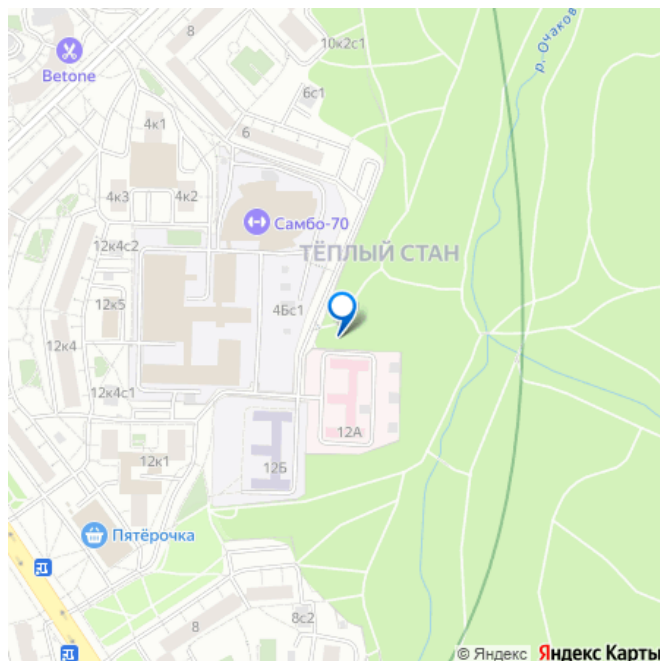 8
10к2с1
р. Очаков
Betone
6с1
4к1
6
4к3
4к2
Самбо-70
12к4с2
ТЁПЛЫЙ СТАН
12к5
4Бс1
12к4
12к4с1
12А
12к1
12Б
Пятёрочка
8
8с2
© Яндекс Яндекс Карты